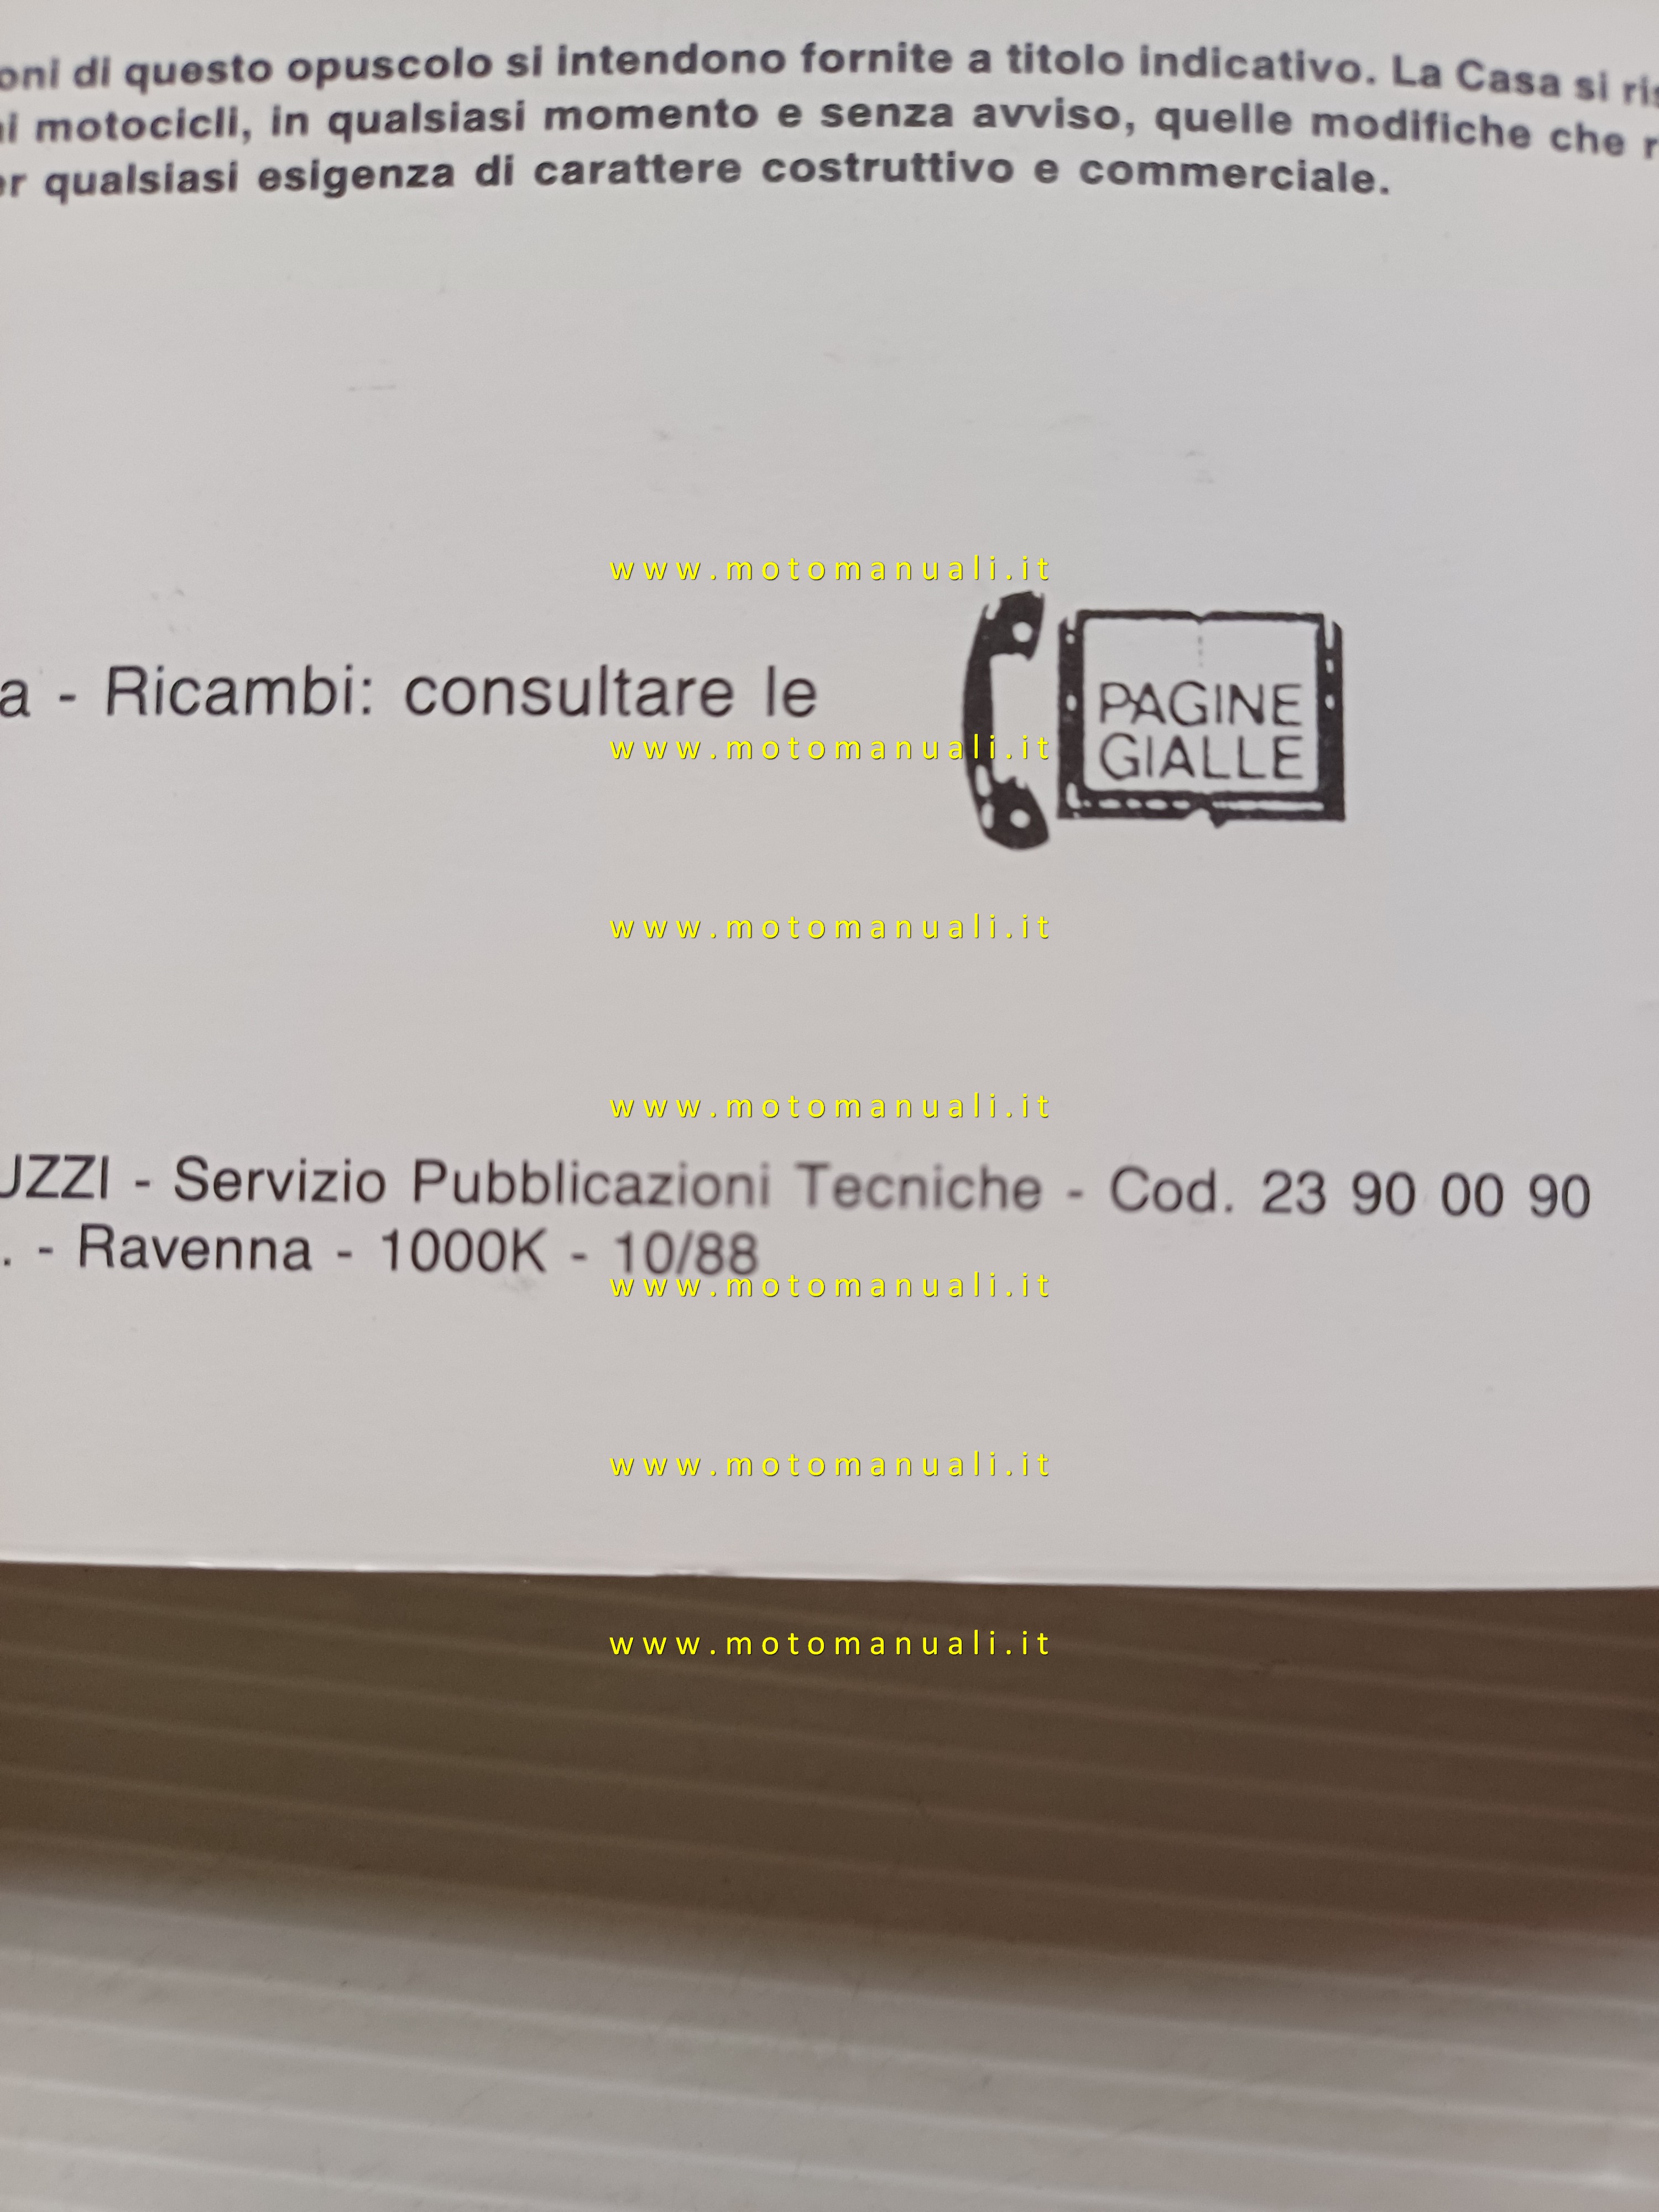 oni di questo opuscolo si intendono fornite a titolo indicativo. La Casa si ris
ai motocicli, in qualsiasi momento e senza avviso, quelle modifiche che r
er qualsiasi esigenza di carattere costruttivo e commerciale.
www.motomanuali.it
a - Ricambi: consultare le
PAGINE
GIALLE
www.motomanuali.it
www.motomanuali.it
www.motomanuali.it
UZZI - Servizio Pubblicazioni Tecniche - Cod. 23 90 00 90
. - Ravenna - 1000K - 10/88
www.motomanuali.it
www.motomanuali.it
www.motomanuali.it